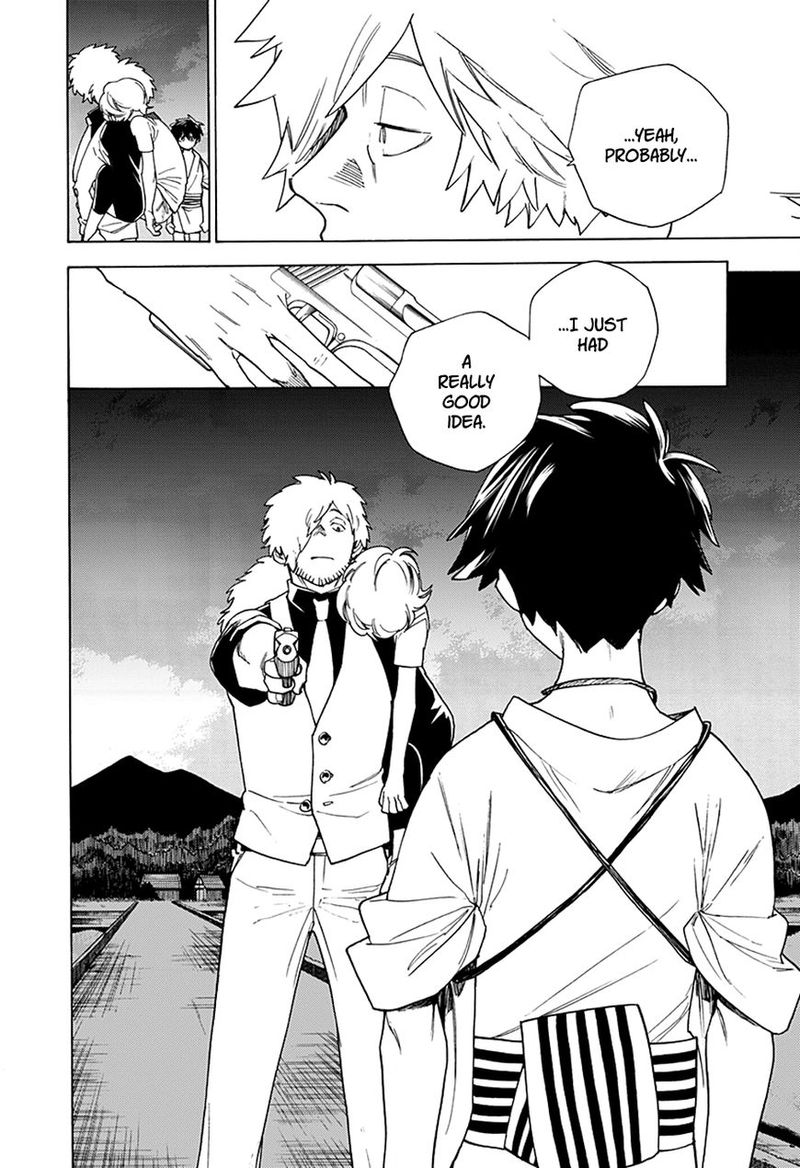 ...YEAH,
PROBABLY...
...I JUST
HAD
A
REALLY
GOOD
IDEA.